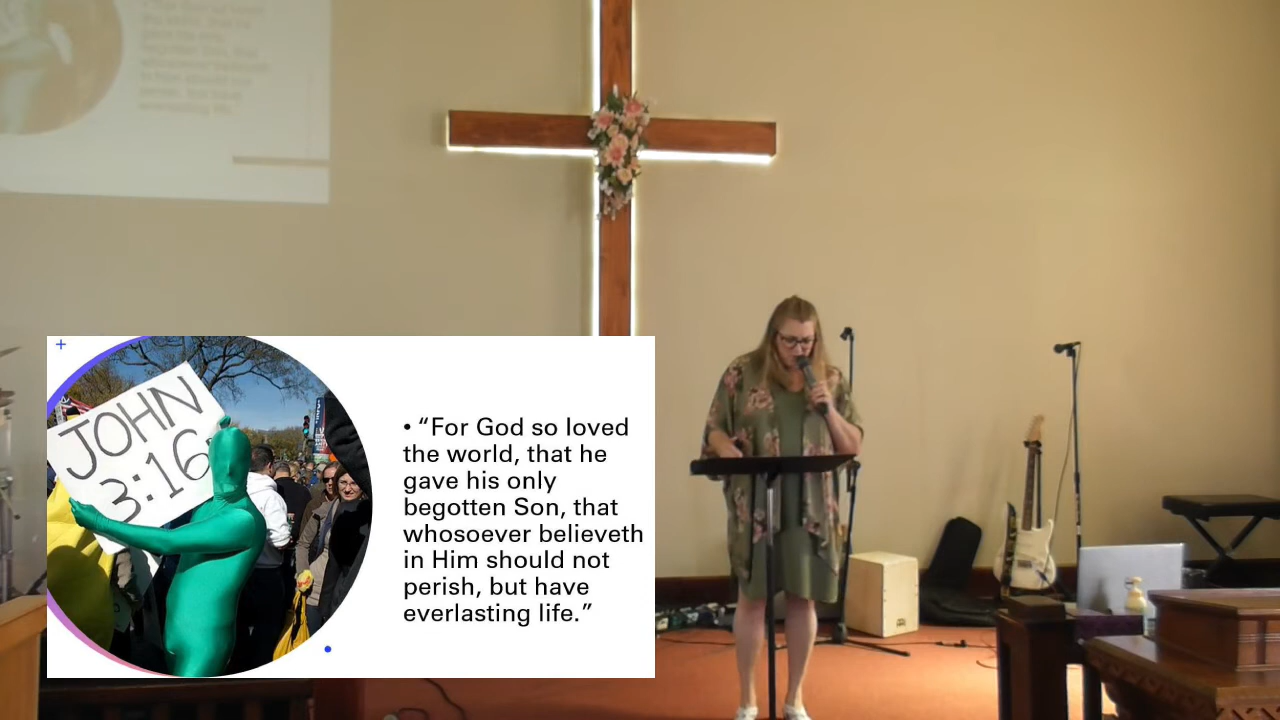 JOHN
3:16
• “For God so loved
the world, that he
gave his only
begotten Son, that
whosoever believeth
in Him should not
perish, but have
everlasting life.”